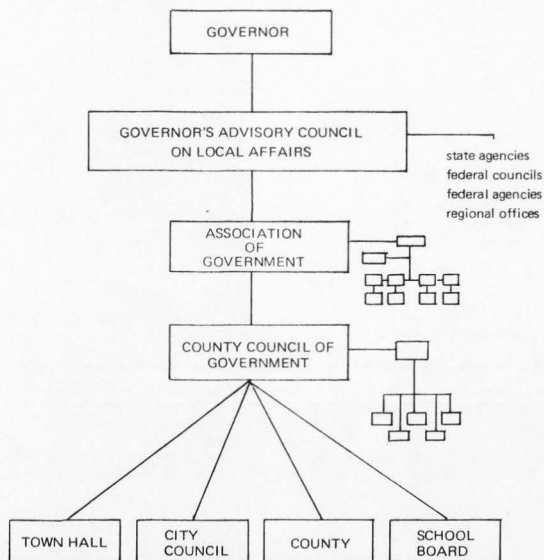 GOVERNOR
GOVERNOR'S ADVISORY COUNCIL
ON LOCAL AFFAIRS
state agencies
federal councils
federal agencies
regional offices
ASSOCIATION
OF
GOVERNMENT
COUNTY COUNCIL OF
GOVERNMENT
TOWN HALL
CITY
COUNCIL
COUNTY
SCHOOL
BOARD